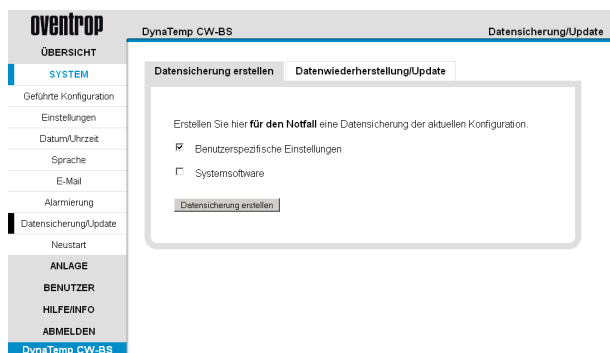 oventrop
DynaTemp CW-BS
Datensicherung/Update
ÜBERSICHT
SYSTEM
Geführte Konfiguration
Einstellungen
Datum/Uhrzeit
Sprache
E-Mail
Alarmierung
Datensicherung/Update
Neustart
ANLAGE
BENUTZER
HILFE/INFO
ABMELDEN
DynaTemp CW-BS
Datensicherung erstellen
Datenwiederherstellung/Update
Erstellen Sie hier für den Notfall eine Datensicherung der aktuellen Konfiguration.
Benutzerspezifische Einstellungen
Systemsoftware
Datensicherung erstellen